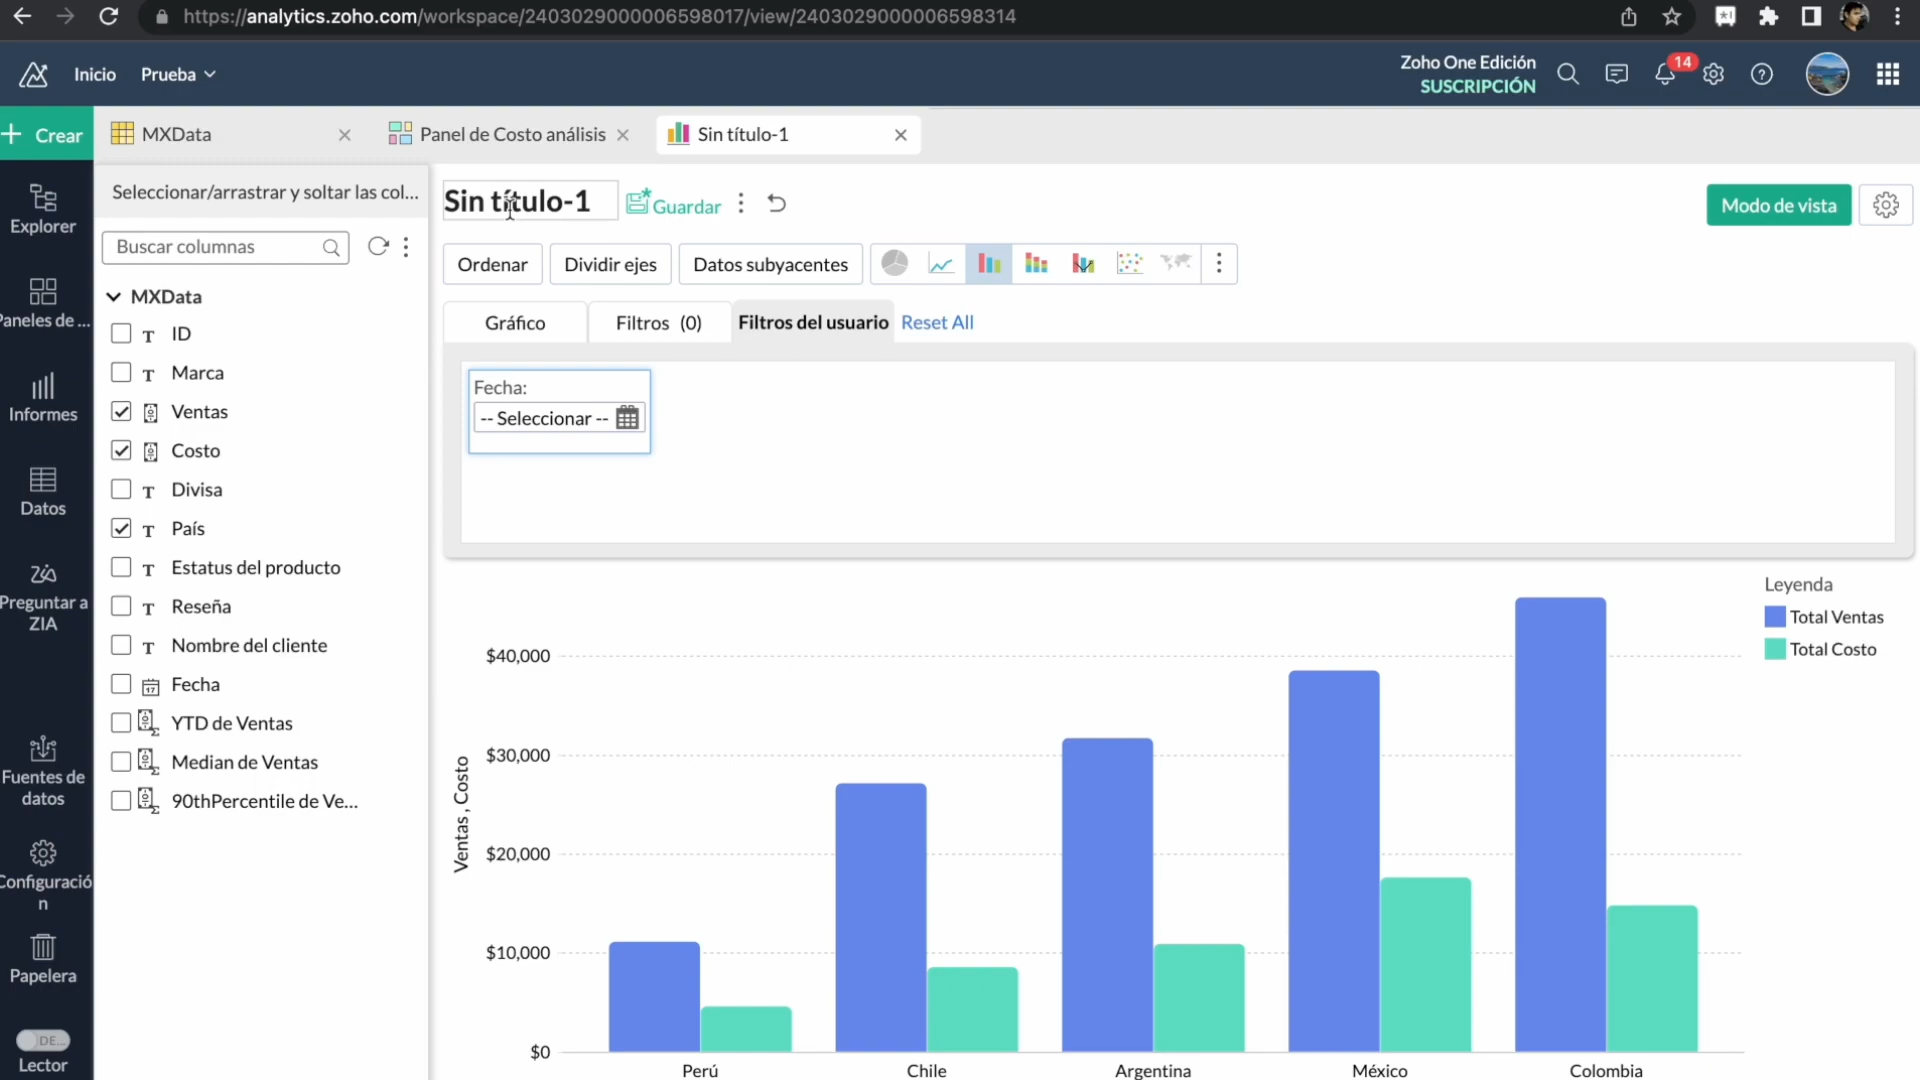 https://analytics.zoho.com/workspace/2403029000006598017/view/2403029000006598314
Inicio
Prueba
Zoho One Edición
SUSCRIPCIÓN
14
Crear
MXData
Panel de Costo análisis
Sin título-1
Explorer
Paneles de ...
Informes
Datos
Preguntar a
ZIA
Fuentes de
datos
Configuració
n
Papelera
DE...
Lector
Seleccionar/arrastrar y soltar las col...
Buscar columnas
MXData
ID
Marca
Ventas
Costo
Divisa
País
Estatus del producto
Reseña
Nombre del cliente
Fecha
YTD de Ventas
Median de Ventas
90thPercentile de Ve...
Sin título-1
Guardar
Modo de vista
Ordenar
Dividir ejes
Datos subyacentes
Gráfico
Filtros (0)
Filtros del usuario
Reset All
Fecha:
-- Seleccionar --
Leyenda
Total Ventas
Total Costo
Ventas , Costo
$40,000
$30,000
$20,000
$10,000
$0
Perú
Chile
Argentina
México
Colombia